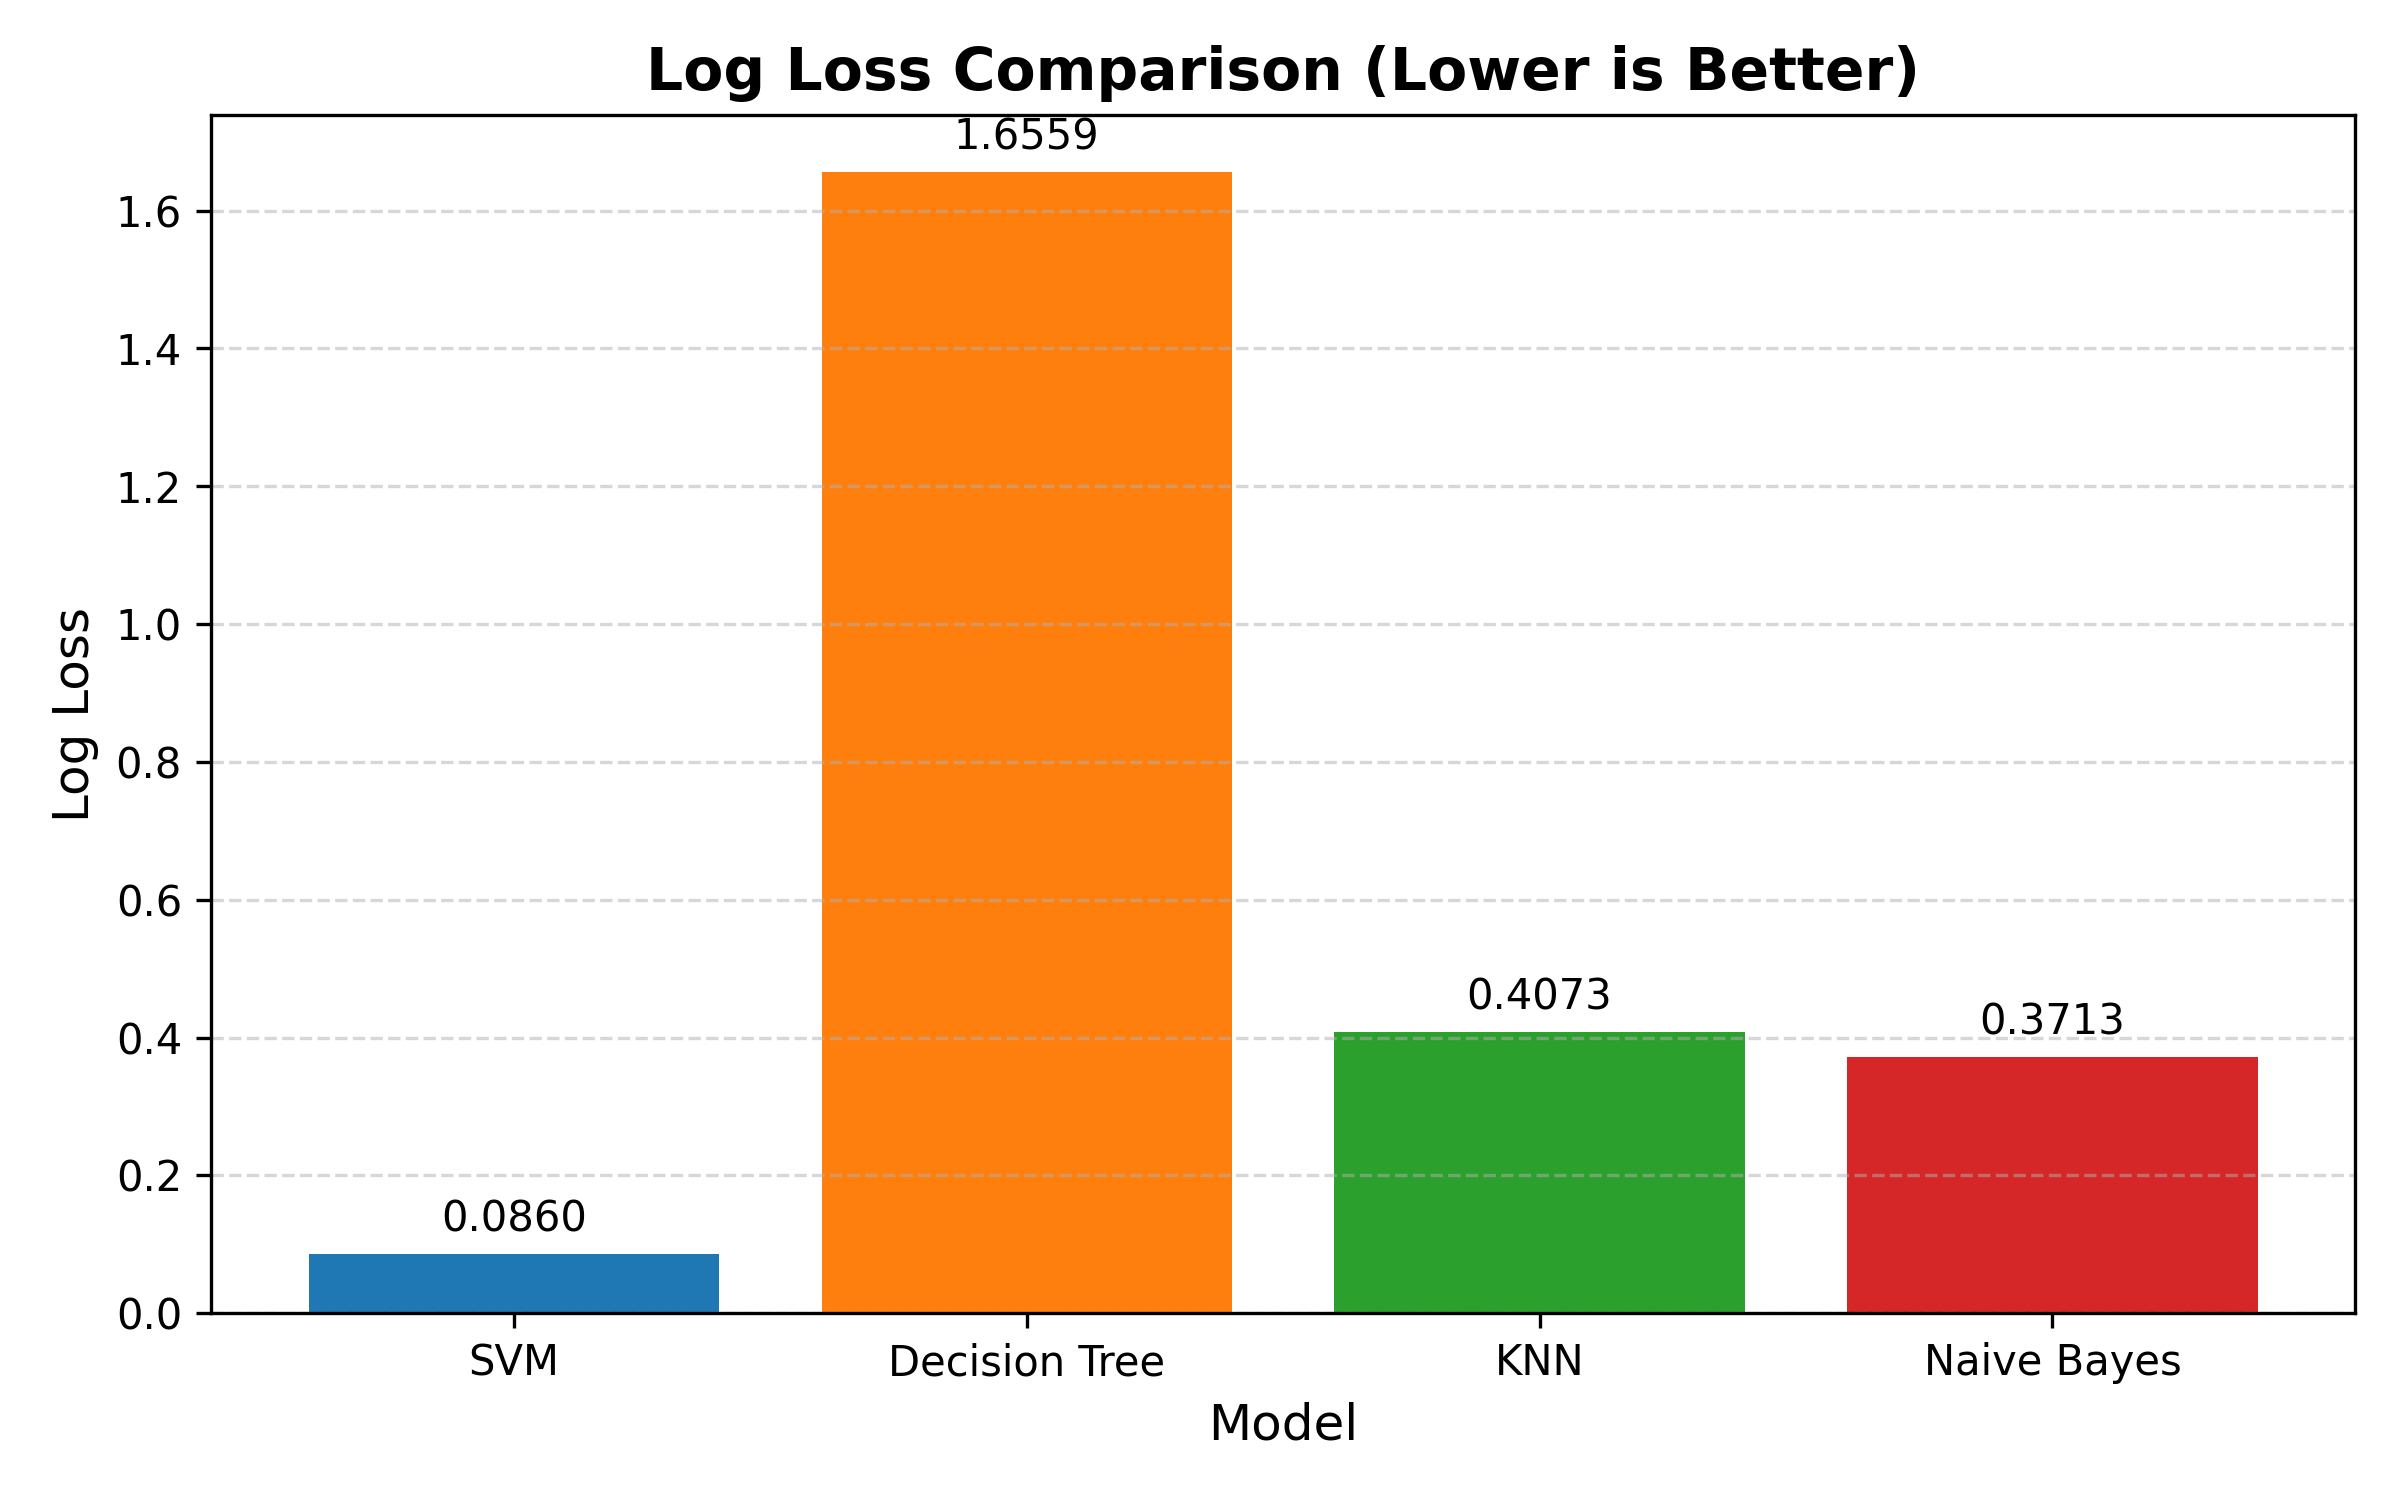 Log Loss Comparison (Lower is Better)
1.6559
1.6
1.4
1.2
1.0
0.8
0.6
0.4
0.2
0.0
Log Loss
0.0860
0.4073
0.3713
SVM
Decision Tree
KNN
Naive Bayes
Model